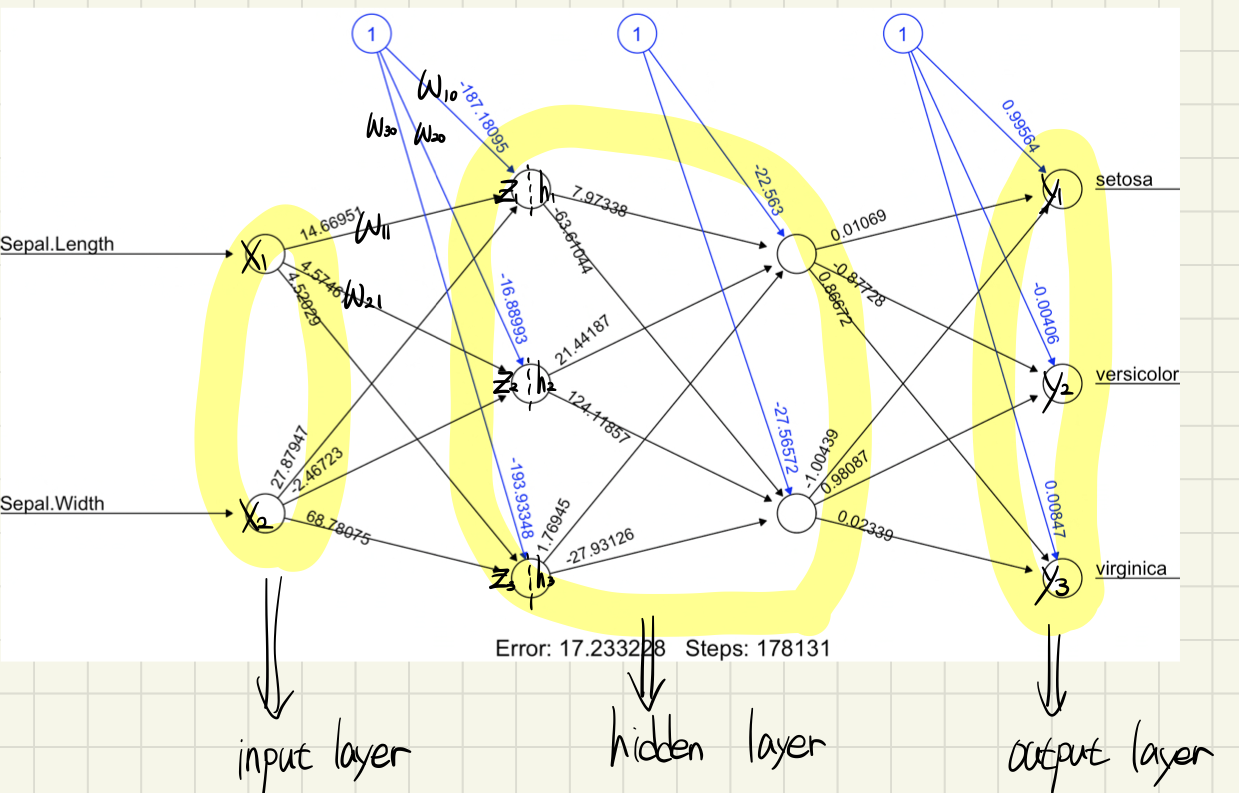 1
1
1
W10
-187.18095
W30
W20
0.99564
-22.563
Z1
h1
7.97338
y1
setosa
14.66951
W11
-63.61044
0.01069
Sepal.Length
X1
4.5746
4.52029
W21
-16.88993
-0.87728
0.86672
-0.00406
21.44187
Z2
h2
y2
versicolor
124.11857
27.87947
-2.46723
-193.93348
-27.56572
-1.00439
0.98087
0.00847
Sepal.Width
X2
68.78075
1.76945
-27.93126
0.02339
Z3
h3
y3
virginica
Error: 17.233228 Steps: 178131
input layer
hidden layer
output layer